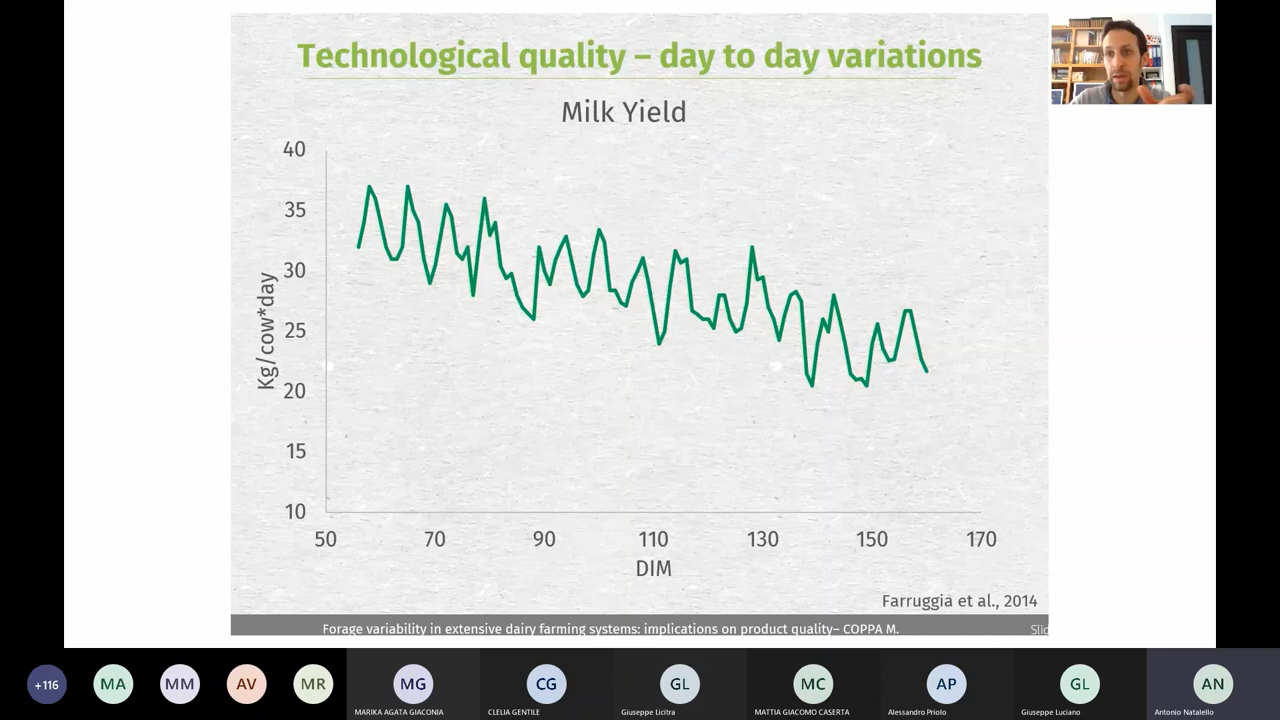 Technological quality – day to day variations
Milk Yield
40
35
30
25
20
15
10
Kg/cow*day
50 70 90 110 130 150 170
DIM
Farruggia et al., 2014
Forage variability in extensive dairy farming systems: implications on product quality– COPPA M.
Slid
+116 MA MM AV MR MG CG GL MC AP GL AN
MARIKA AGATA GIACONIA CLELIA GENTILE Giuseppe Licitra MATTIA GIACOMO CASERTA Alessandro Priolo Giuseppe Luciano Antonio Natalello